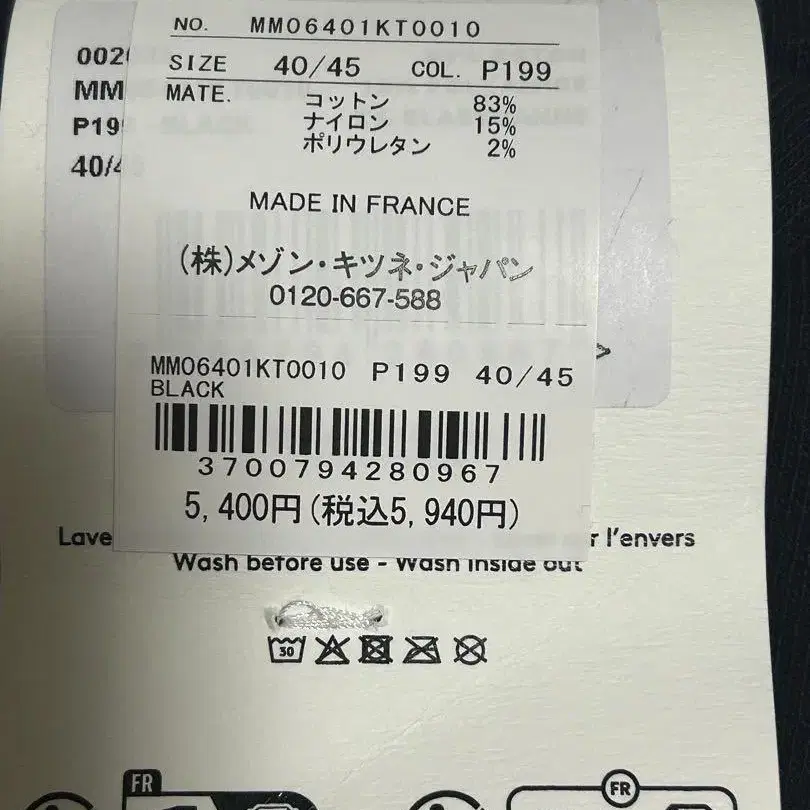 NO. MM06401KT0010
SIZE 40/45 COL. P199
MATE. コットン 83%
ナイロン 15%
ポリウレタン 2%
MADE IN FRANCE
(株)メゾン・キツネ・ジャパン
0120-667-588
MM06401KT0010 P199 40/45
BLACK
3700794280967
5,400円(税込5,940円)
002
MM
P19
40/4
Lave r l'envers
Wash before use - Wash inside out
30
FR FR